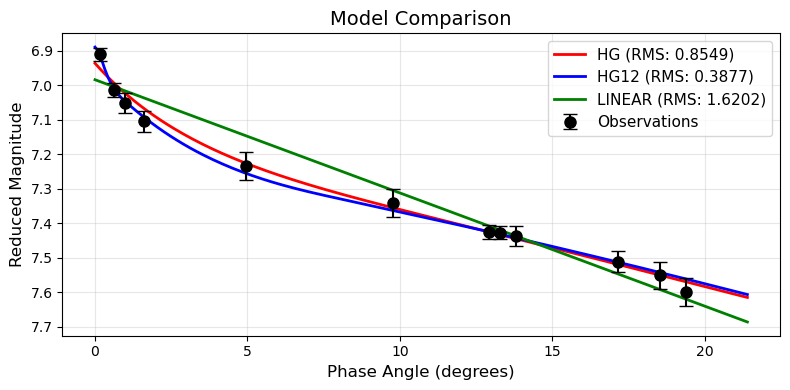 Model Comparison
Reduced Magnitude
6.9
7.0
7.1
7.2
7.3
7.4
7.5
7.6
7.7
HG (RMS: 0.8549)
HG12 (RMS: 0.3877)
LINEAR (RMS: 1.6202)
Observations
0
5
10
15
20
Phase Angle (degrees)